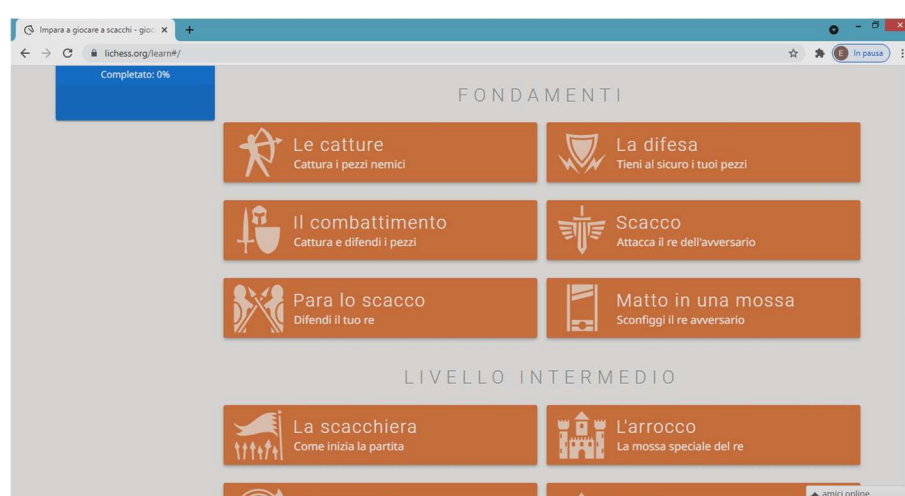 Impara a giocare a scacchi - gioc
lichess.org/learn#/
E In pausa
Completato: 0%
FONDAMENTI
Le catture
Cattura i pezzi nemici
La difesa
Tieni al sicuro i tuoi pezzi
Il combattimento
Cattura e difendi i pezzi
Scacco
Attacca il re dell'avversario
Para lo scacco
Difendi il tuo re
Matto in una mossa
Sconfiggi il re avversario
LIVELLO INTERMEDIO
La scacchiera
Come inizia la partita
L'arrocco
La mossa speciale del re
amici online